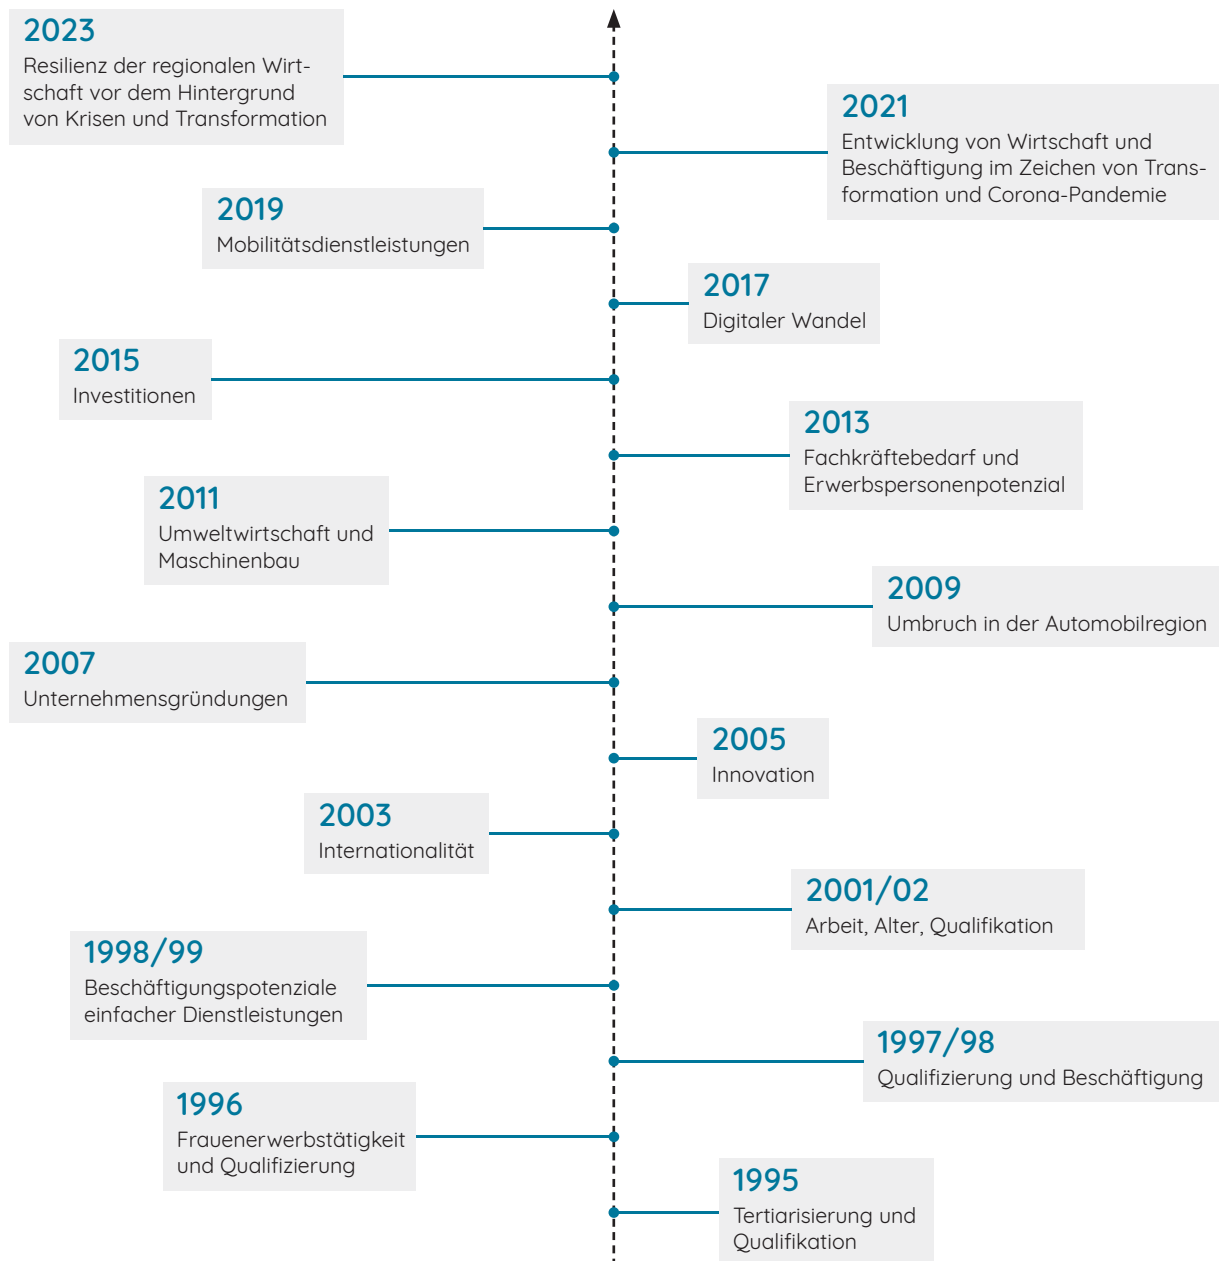 2023
Resilienz der regionalen Wirt-
schaft vor dem Hintergrund
von Krisen und Transformation
2021
Entwicklung von Wirtschaft und
Beschäftigung im Zeichen von Trans-
formation und Corona-Pandemie
2019
Mobilitätsdienstleistungen
2017
Digitaler Wandel
2015
Investitionen
2013
Fachkräftebedarf und
Erwerbspersonenpotenzial
2011
Umweltwirtschaft und
Maschinenbau
2009
Umbruch in der Automobilregion
2007
Unternehmensgründungen
2005
Innovation
2003
Internationalität
2001/02
Arbeit, Alter, Qualifikation
1998/99
Beschäftigungspotenziale
einfacher Dienstleistungen
1997/98
Qualifizierung und Beschäftigung
1996
Frauenerwerbstätigkeit
und Qualifizierung
1995
Tertiarisierung und
Qualifikation